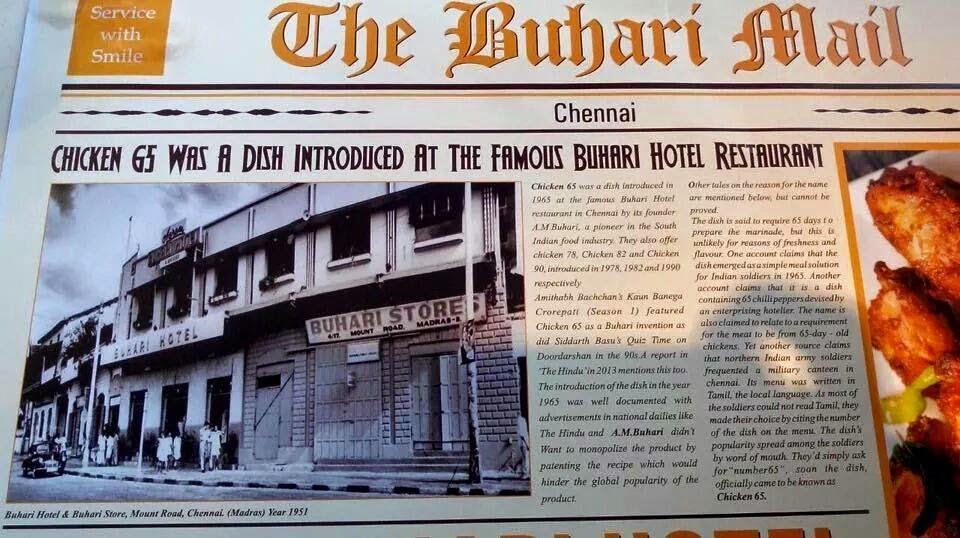 Service
with
Smile
The Buhari Mail
Chennai
CHICKEN 65 WAS A DISH INTRODUCED AT THE FAMOUS BUHARI HOTEL RESTAURANT
BUHARI HOTEL
BUHARI STORES
MOUNT ROAD, MADRAS-2.
Buhari Hotel & Buhari Store, Mount Road, Chennai. (Madras) Year 1951
Chicken 65 was a dish introduced in
1965 at the famous Buhari Hotel
restaurant in Chennai by its founder
A.M.Buhari, a pioneer in the South
Indian food industry. They also offer
chicken 78, Chicken 82 and Chicken
90, introduced in 1978, 1982 and 1990
respectively
Amithabh Bachchan's Kaun Banega
Crorepati (Season 1) featured
Chicken 65 as a Buhari invention as
did Siddarth Basu's Quiz Time on
Doordarshan in the 90s.A report in
'The Hindu'in 2013 mentions this too.
The introduction of the dish in the year
1965 was well documented with
advertisements in national dailies like
The Hindu and A.M.Buhari didn't
Want to monopolize the product by
patenting the recipe which would
hinder the global popularity of the
product.
Other tales on the reason for the name
are mentioned below, but cannot be
proved.
The dish is said to require 65 days t o
prepare the marinade, but this is
unlikely for reasons of freshness and
flavour. One account claims that the
dish emerged as a simple meal solution
for Indian soldiers in 1965. Another
account claims that it is a dish
containing 65 chilli peppers devised by
an enterprising hotelier. The name is
also claimed to relate to a requirement
for the meat to be from 65-day - old
chickens. Yet another source claims
that northern Indian army soldiers
frequented a military canteen in
chennai. Its menu was written in
Tamil, the local language. As most of
the soldiers could not read Tamil, they
made their choice by citing the number
of the dish on the menu. The dish's
popularity spread among the soldiers
by word of mouth. They'd simply ask
for "number65", soon the dish,
officially came to be known as
Chicken 65.
HOTEL